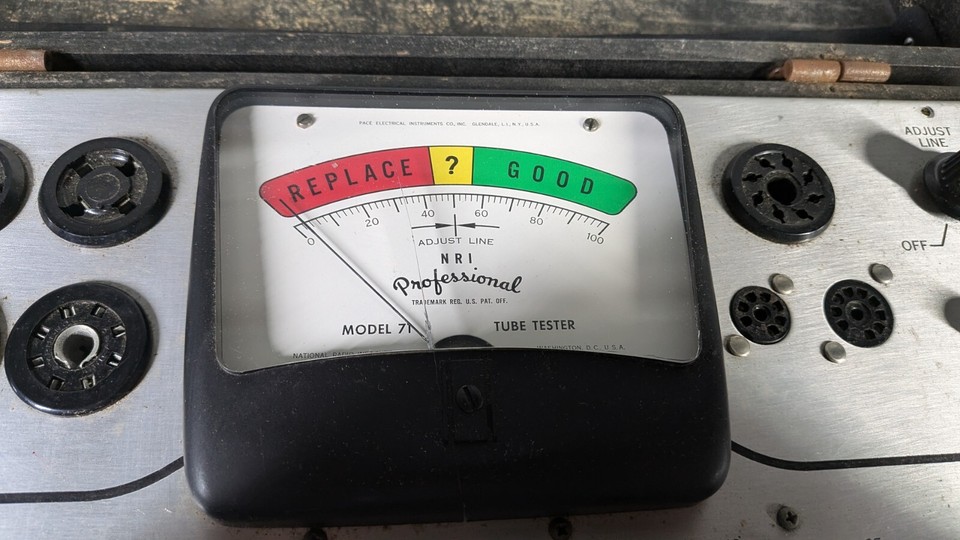 PACE ELECTRICAL INSTRUMENTS CO., INC. GLENDALE, L.I., N.Y., U.S.A.
REPLACE ? GOOD
0 20 40 60 80 100
ADJUST LINE
NRI
Professional
TRADEMARK REG. U.S. PAT. OFF.
MODEL 71 TUBE TESTER
NATIONAL RADIO WASHINGTON, D.C., U.S.A.
ADJUST
LINE
OFF